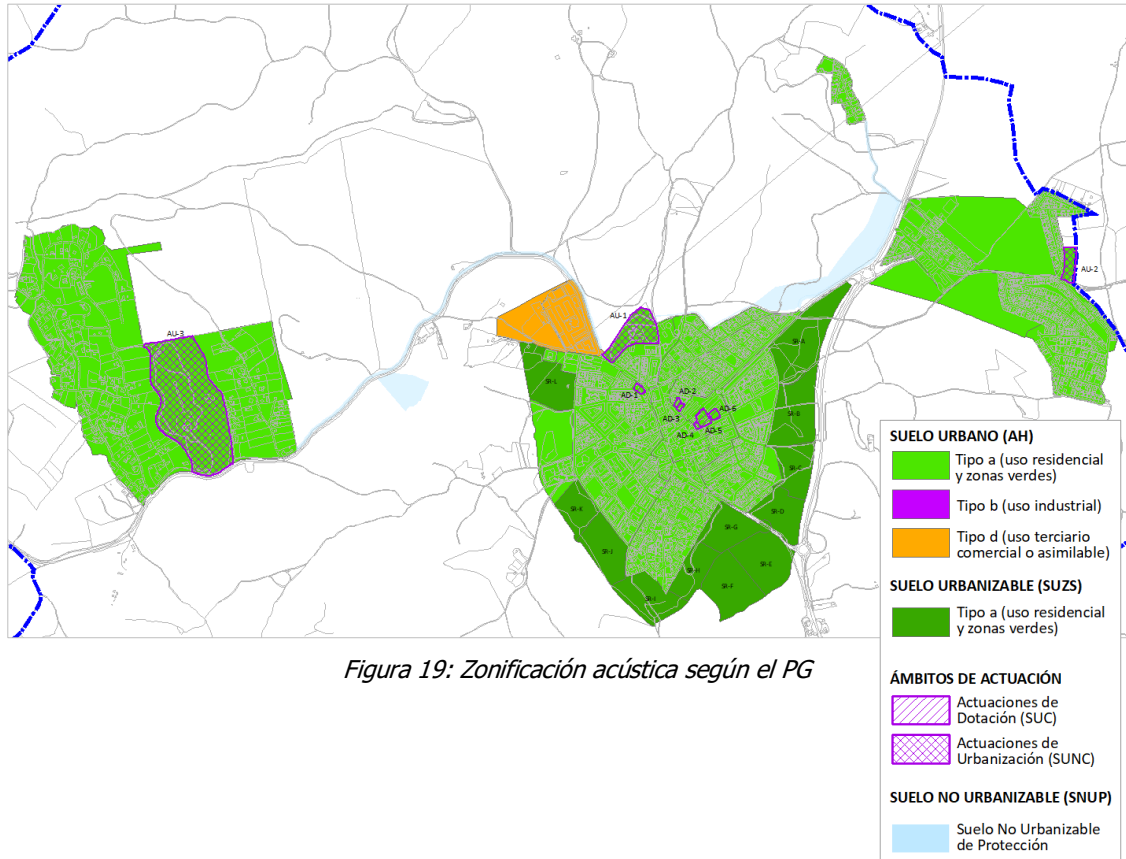 AU-2
AU-1
AU-3
SR-A
SR-L
AD-1
AD-2
AD-3
AD-6
AD-5
AD-4
SR-B
SR-C
SR-D
SR-K
SR-G
SR-J
SR-E
SR-H
SR-F
SR-I
SUELO URBANO (AH)
Tipo a (uso residencial
y zonas verdes)
Tipo b (uso industrial)
Tipo d (uso terciario
comercial o asimilable)
SUELO URBANIZABLE (SUZS)
Tipo a (uso residencial
y zonas verdes)
ÁMBITOS DE ACTUACIÓN
Actuaciones de
Dotación (SUC)
Actuaciones de
Urbanización (SUNC)
SUELO NO URBANIZABLE (SNUP)
Suelo No Urbanizable
de Protección
Figura 19: Zonificación acústica según el PG